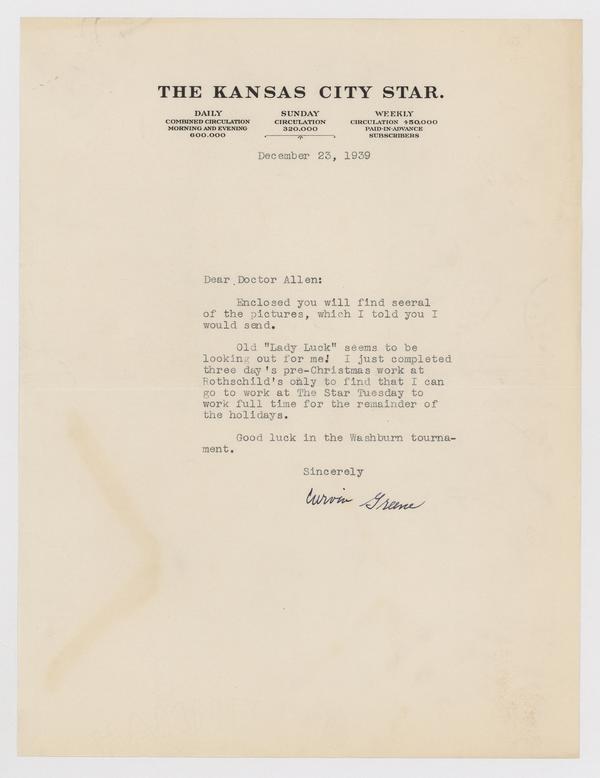 THE KANSAS CITY STAR.
DAILY
COMBINED CIRCULATION
MORNING AND EVENING
600,000
SUNDAY
CIRCULATION
320,000
WEEKLY
CIRCULATION 450,000
PAID-IN-ADVANCE
SUBSCRIBERS
December 23, 1939
Dear Doctor Allen:
Enclosed you will find seeral
of the pictures, which I told you I
would send.
Old "Lady Luck" seems to be
looking out for me! I just completed
three day's pre-Christmas work at
Rothschild's only to find that I can
go to work at The Star Tuesday to
work full time for the remainder of
the holidays.
Good luck in the Washburn tourna-
ment.
Sincerely
Curvin Greene